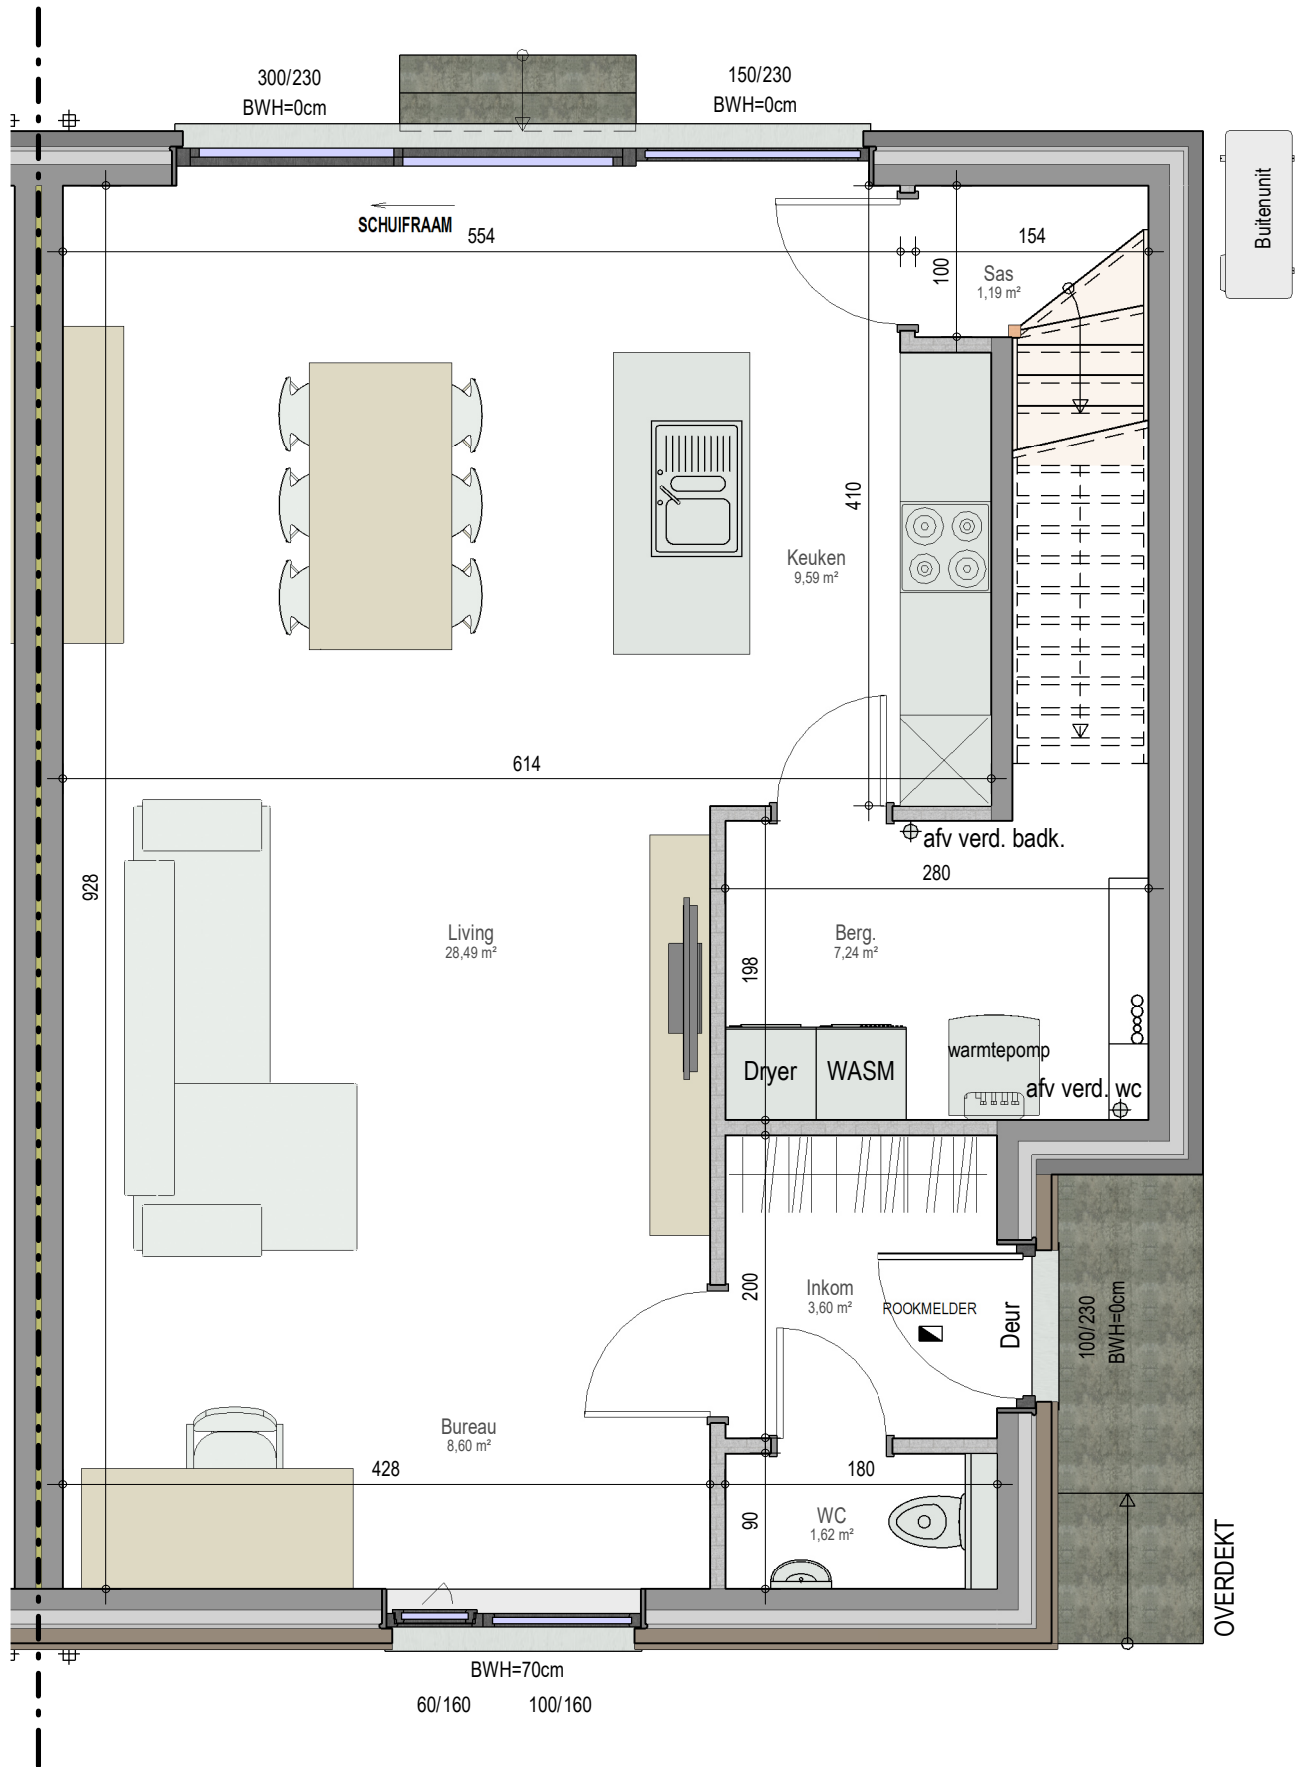 300/230
BWH=0cm
150/230
BWH=0cm
Buitenunit
SCHUIFRAAM
554
154
100
Sas
1,19 m²
410
Keuken
9,59 m²
614
afv verd. badk.
280
928
Living
28,49 m²
Berg.
7,24 m²
198
Dryer
WASM
warmtepomp
afv verd. wc
200
Inkom
3,60 m²
ROOKMELDER
Deur
100/230
BWH=0cm
Bureau
8,60 m²
428
180
90
WC
1,62 m²
OVERDEKT
BWH=70cm
60/160
100/160